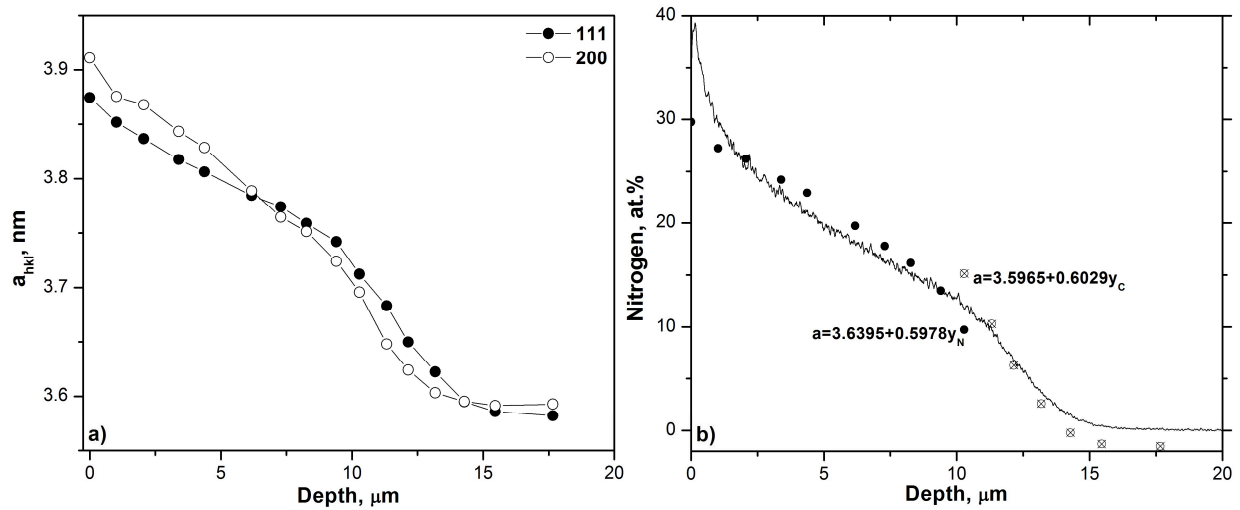 111
200
3.9
3.8
3.7
3.6
a_hkl, nm
a)
0 5 10 15 20
Depth, μm
40
30
20
10
0
Nitrogen, at.%
a=3.5965+0.6029y_C
a=3.6395+0.5978y_N
b)
0 5 10 15 20
Depth, μm